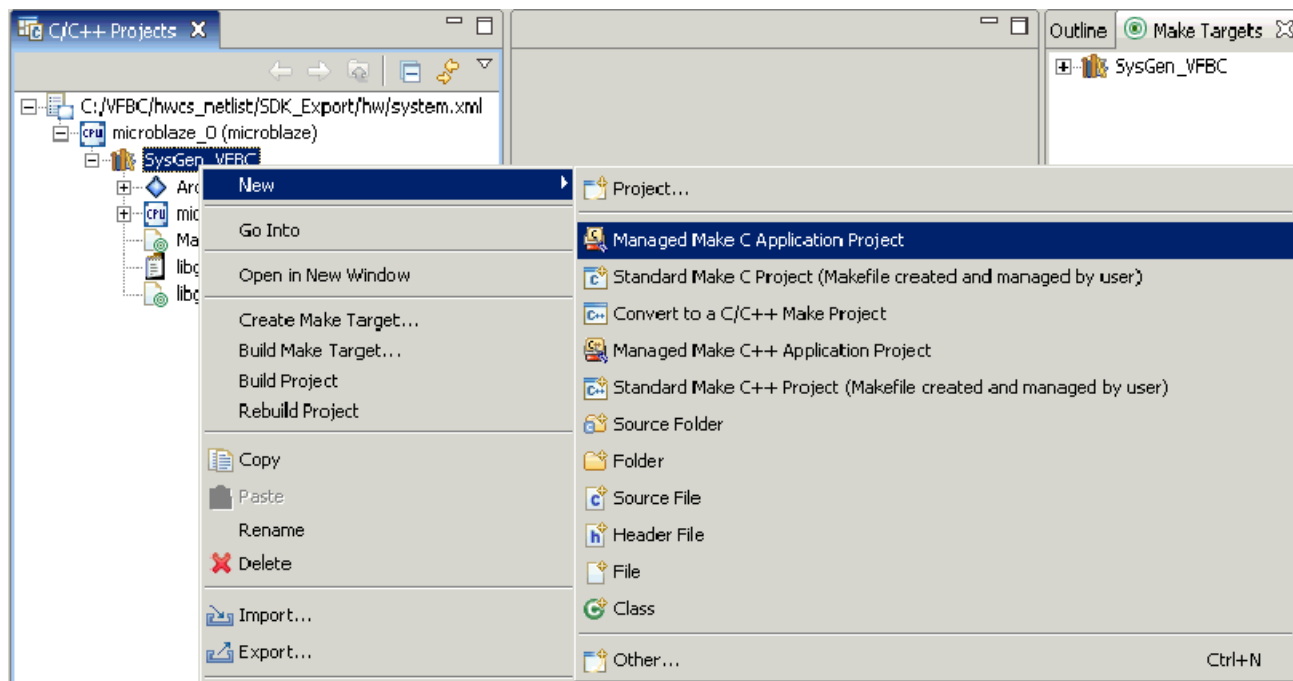 C/C++ Projects
Outline
Make Targets
SysGen_VFBC
C:/VFBC/hwcs_netlist/SDK_Export/hw/system.xml
microblaze_0 (microblaze)
SysGen_VFBC
New
Go Into
Open in New Window
Create Make Target...
Build Make Target...
Build Project
Rebuild Project
Copy
Paste
Rename
Delete
Import...
Export...
Project...
Managed Make C Application Project
Standard Make C Project (Makefile created and managed by user)
Convert to a C/C++ Make Project
Managed Make C++ Application Project
Standard Make C++ Project (Makefile created and managed by user)
Source Folder
Folder
Source File
Header File
File
Class
Other... Ctrl+N